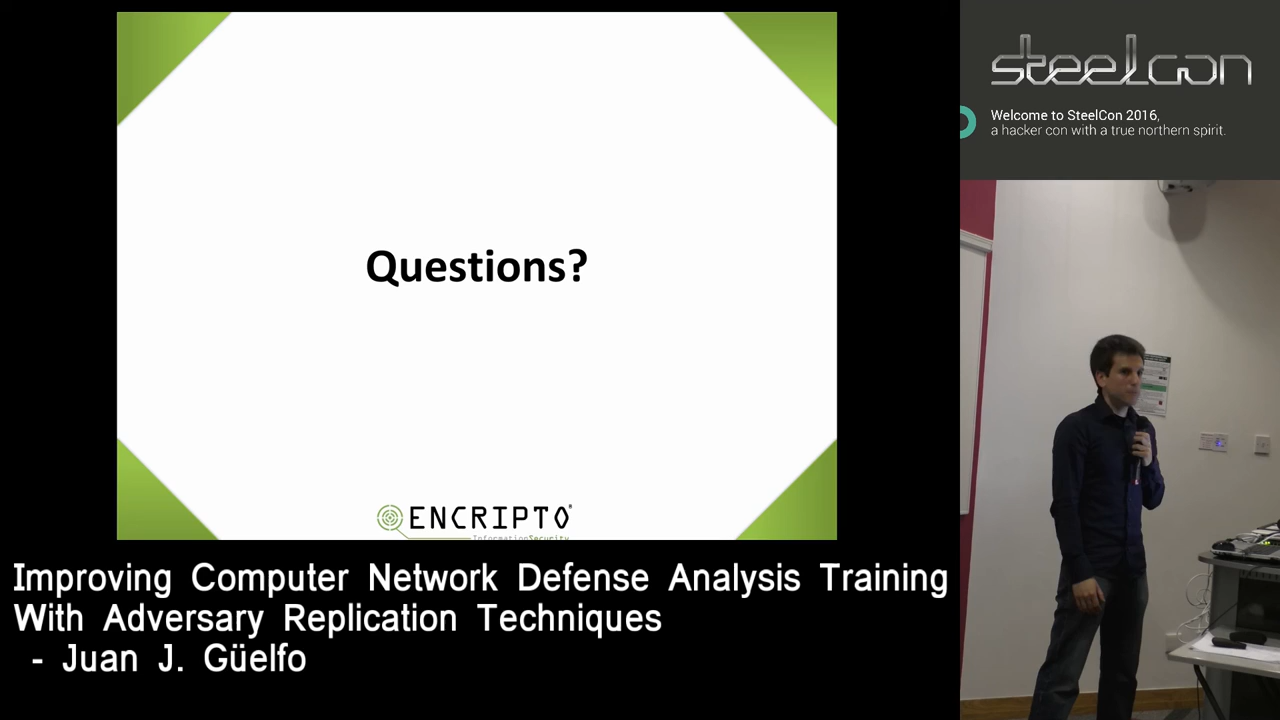 Questions?
ENCRIPTO
InformationSecurity
steelcon
Welcome to SteelCon 2016,
a hacker con with a true northern spirit.
Improving Computer Network Defense Analysis Training
With Adversary Replication Techniques
- Juan J. Güelfo